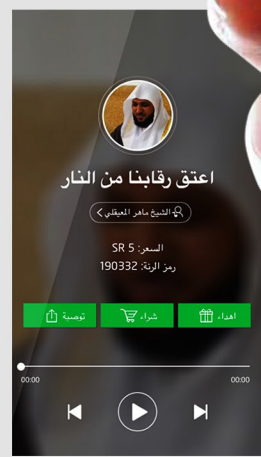 اعتق رقابنا من النار
الشيخ ماهر المعيقلي >
السعر: 5 SR
رمز الرنة: 190332
اهداء شراء توصية
00:00 00:00